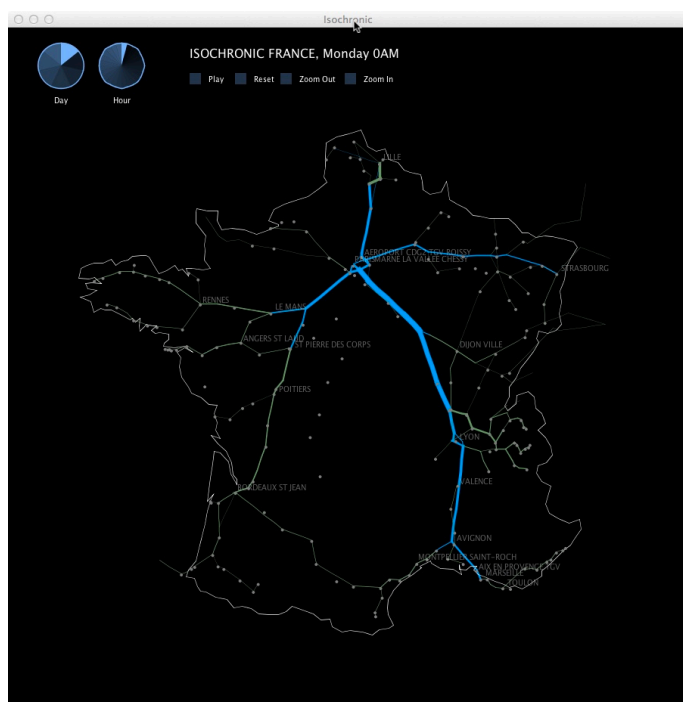 Isochronic
ISOCHRONIC FRANCE, Monday 0AM
Play Reset Zoom Out Zoom In
Day Hour
LILLE
AEROPORT CDG2 TGV ROISSY
MARNE LA VALLEE CHESSY
STRASBOURG
RENNES
LE MANS
ANGERS ST LAUD
ST PIERRE DES CORPS
DIJON VILLE
POITIERS
LYON
VALENCE
BORDEAUX ST JEAN
AVIGNON
MONTPELLIER SAINT-ROCH
AIX EN PROVENCE TGV
MARSEILLE
TOULON